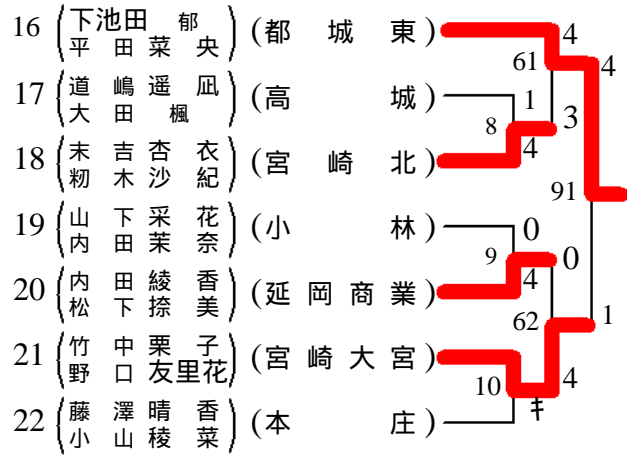 16 下池田 郁 (都城東) 4
平田菜央 61 4
17 道嶋遥凪 (高城) 1 3
大田楓 8
18 末吉杏衣 (宮崎北) 4
籾木沙紀 91
19 山下采花 (小林) 0
内田茉奈 9 0
20 内田綾香 (延岡商業) 4
松下捺美 62 1
21 竹中栗子 (宮崎大宮)
野口友里花 10 4
22 藤澤晴香 (本庄) キ
小山稜菜